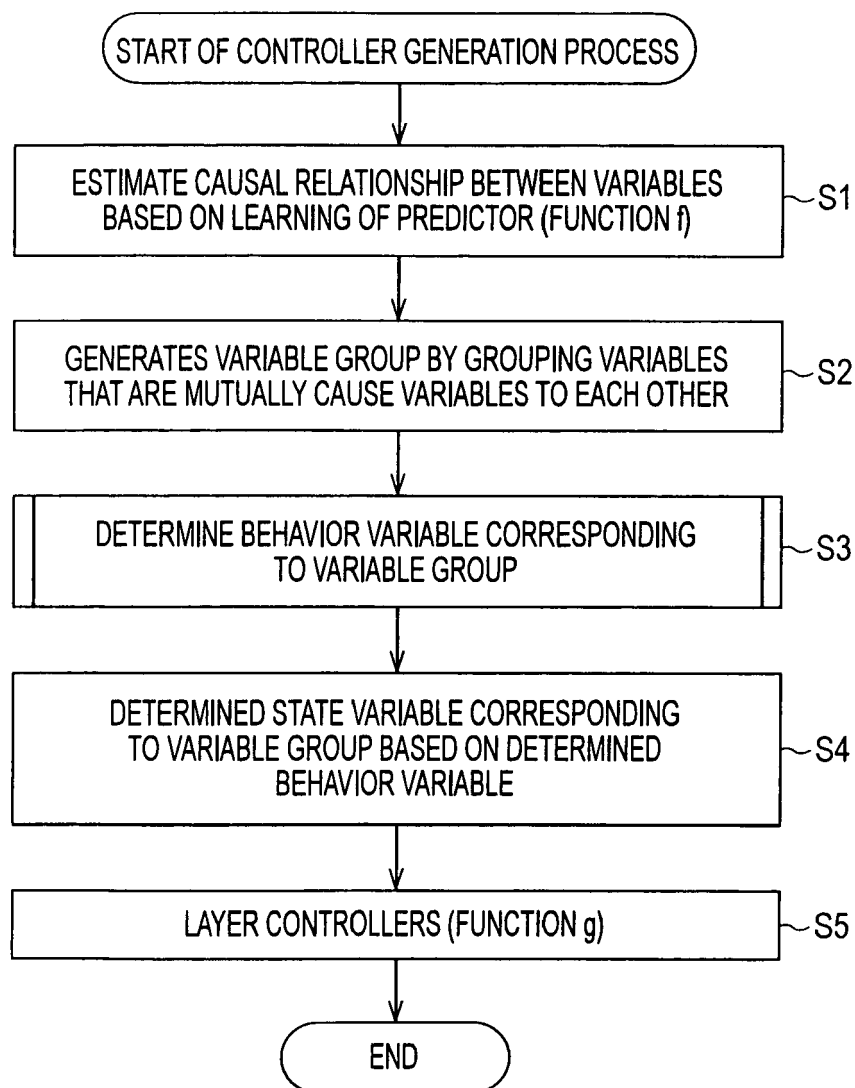 START OF CONTROLLER GENERATION PROCESS
ESTIMATE CAUSAL RELATIONSHIP BETWEEN VARIABLES
BASED ON LEARNING OF PREDICTOR (FUNCTION f)
S1
GENERATES VARIABLE GROUP BY GROUPING VARIABLES
THAT ARE MUTUALLY CAUSE VARIABLES TO EACH OTHER
S2
DETERMINE BEHAVIOR VARIABLE CORRESPONDING
TO VARIABLE GROUP
S3
DETERMINED STATE VARIABLE CORRESPONDING
TO VARIABLE GROUP BASED ON DETERMINED
BEHAVIOR VARIABLE
S4
LAYER CONTROLLERS (FUNCTION g)
S5
END